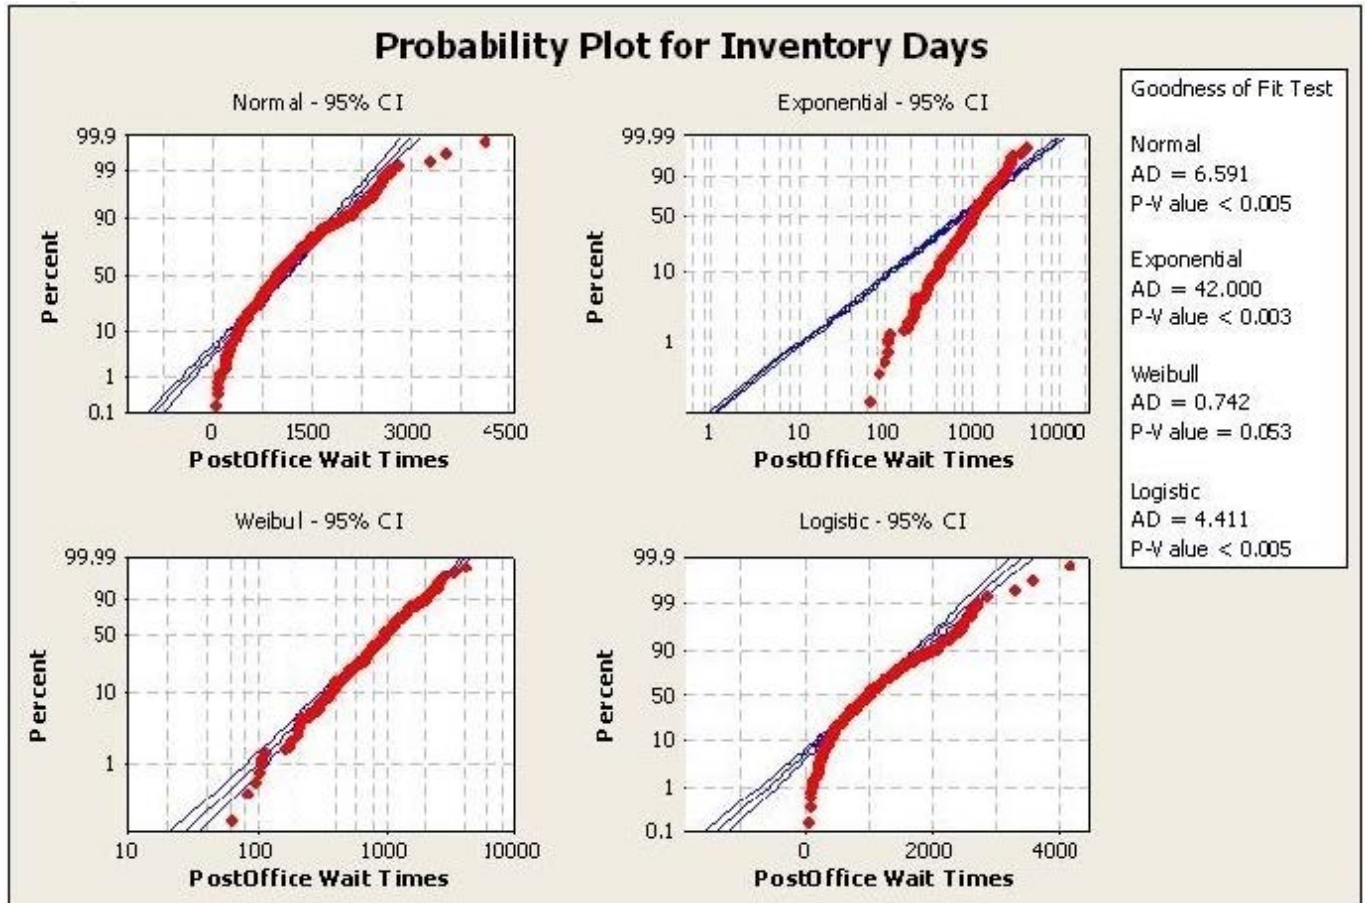 Probability Plot for Inventory Days
Normal - 95% CI
99.9
99
90
50
10
1
0.1
Percent
0 1500 3000 4500
PostOffice Wait Times
Exponential - 95% CI
99.99
90
50
10
1
Percent
1 10 100 1000 10000
PostOffice Wait Times
Weibull - 95% CI
99.99
90
50
10
1
Percent
10 100 1000 10000
PostOffice Wait Times
Logistic - 95% CI
99.9
99
90
50
10
1
0.1
Percent
0 2000 4000
PostOffice Wait Times
Goodness of Fit Test
Normal
AD = 6.591
P-Value < 0.005
Exponential
AD = 42.000
P-Value < 0.003
Weibull
AD = 0.742
P-Value = 0.053
Logistic
AD = 4.411
P-Value < 0.005